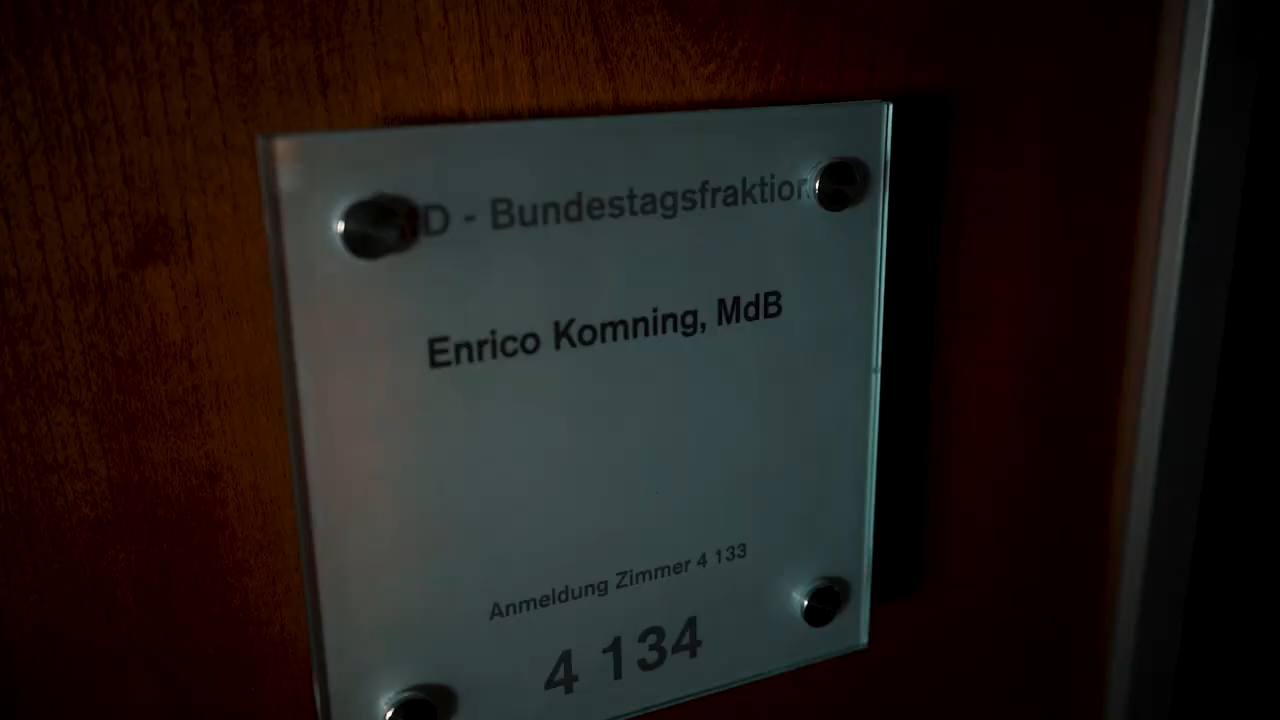 D - Bundestagsfraktion
Enrico Komning, MdB
Anmeldung Zimmer 4 133
4 134